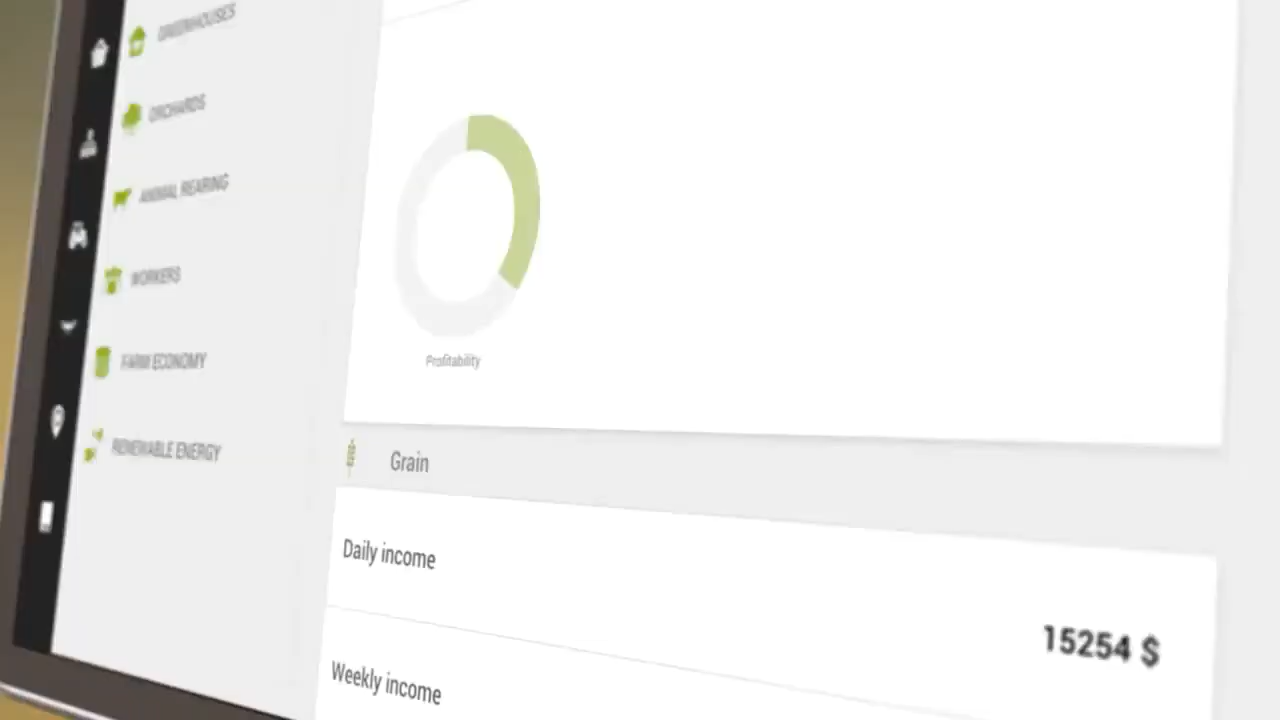 GREENHOUSES
ORCHARDS
ANIMAL REARING
WORKERS
FARM ECONOMY
RENEWABLE ENERGY
Profitability
Grain
Daily income
15254 $
Weekly income